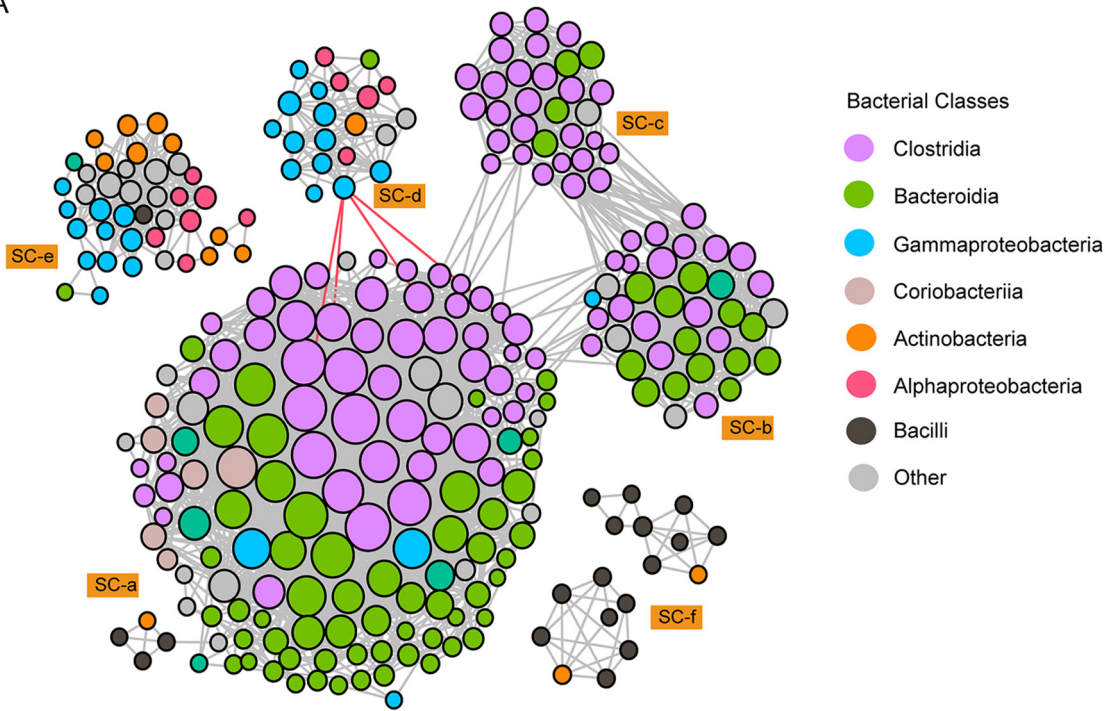 A
SC-c
SC-d
SC-e
SC-b
SC-a
SC-f
Bacterial Classes
Clostridia
Bacteroidia
Gammaproteobacteria
Coriobacteriia
Actinobacteria
Alphaproteobacteria
Bacilli
Other